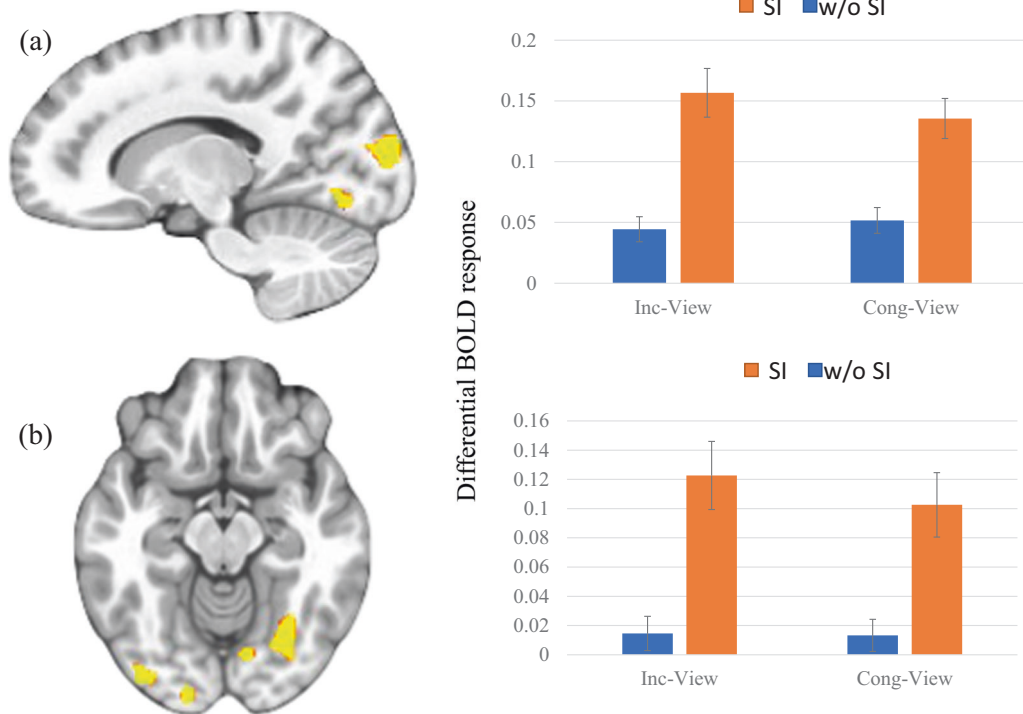 (a)
SI w/o SI
0.2
0.15
0.1
0.05
0
Inc-View Cong-View
Differential BOLD response
(b)
SI w/o SI
0.16
0.14
0.12
0.1
0.08
0.06
0.04
0.02
0
Inc-View Cong-View